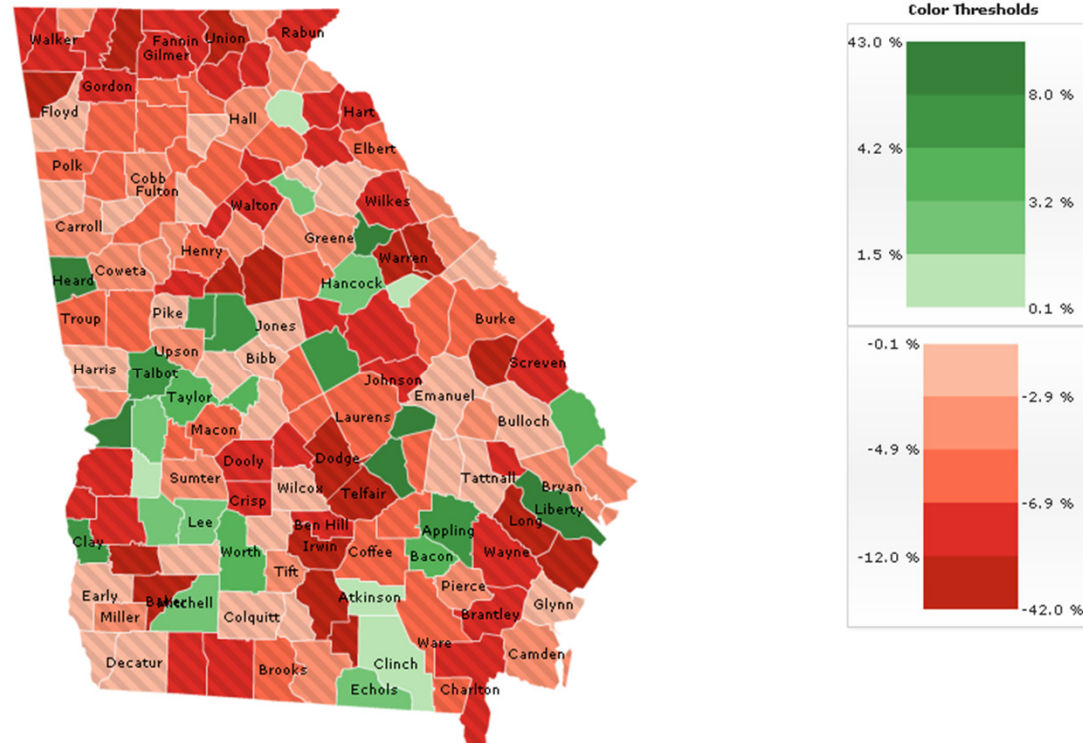 Color Thresholds
43.0 %
8.0 %
4.2 %
3.2 %
1.5 %
0.1 %
-0.1 %
-2.9 %
-4.9 %
-6.9 %
-12.0 %
-42.0 %
Walker
Fannin
Union
Rabun
Gilmer
Gordon
Floyd
Hall
Hart
Elbert
Polk
Cobb
Fulton
Walton
Wilkes
Carroll
Greene
Henry
Warren
Heard
Coweta
Hancock
Troup
Pike
Jones
Burke
Upson
Bibb
Screven
Harris
Talbot
Johnson
Taylor
Emanuel
Laurens
Bulloch
Macon
Dooly
Dodge
Sumter
Wilcox
Tattnall
Bryan
Crisp
Telfair
Liberty
Lee
Ben Hill
Long
Clay
Appling
Worth
Irwin
Coffee
Bacon
Wayne
Tift
Early
Baker
Mitchell
Atkinson
Pierce
Glynn
Miller
Colquitt
Brantley
Ware
Decatur
Brooks
Clinch
Camden
Echols
Charlton